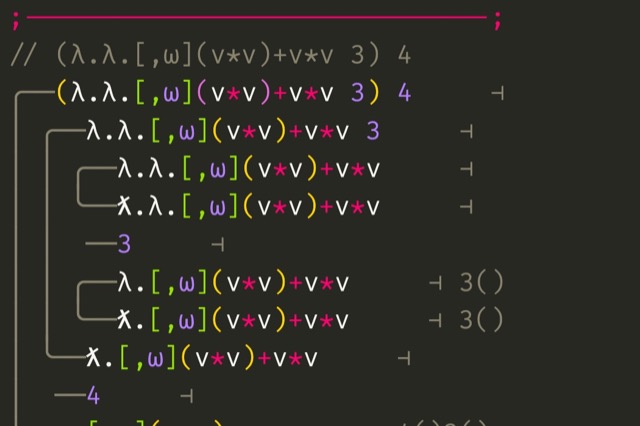 ;――――――――――――――――――――――――――――――;
// (λ.λ.[,ω](v*v)+v*v 3) 4
(λ.λ.[,ω](v*v)+v*v 3) 4 ⊣
λ.λ.[,ω](v*v)+v*v 3 ⊣
λ.λ.[,ω](v*v)+v*v ⊣
ƛ.λ.[,ω](v*v)+v*v ⊣
3 ⊣
λ.[,ω](v*v)+v*v ⊣ 3()
ƛ.[,ω](v*v)+v*v ⊣ 3()
ƛ.[,ω](v*v)+v*v ⊣
4 ⊣